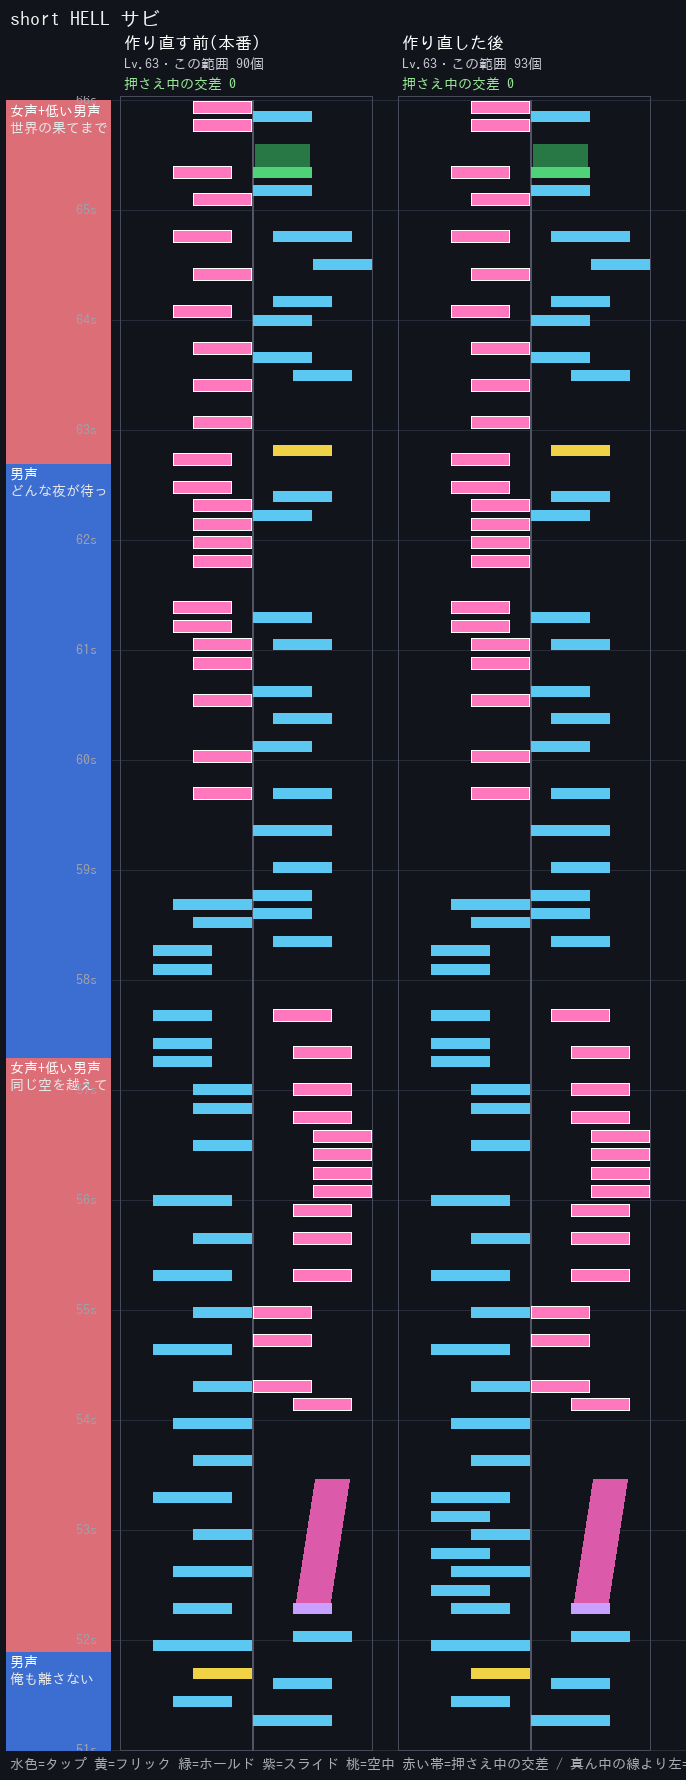 short HELL サビ
作り直す前(本番)
Lv.63・この範囲 90個
押さえ中の交差 0
作り直した後
Lv.63・この範囲 93個
押さえ中の交差 0
66s
女声+低い男声
世界の果てまで
65s
64s
63s
男声
どんな夜が待っ
62s
61s
60s
59s
58s
女声+低い男声
同じ空を越えて
57s
56s
55s
54s
53s
52s
男声
俺も離さない
51s
水色=タップ 黄=フリック 緑=ホールド 紫=スライド 桃=空中 赤い帯=押さえ中の交差 / 真ん中の線より左=